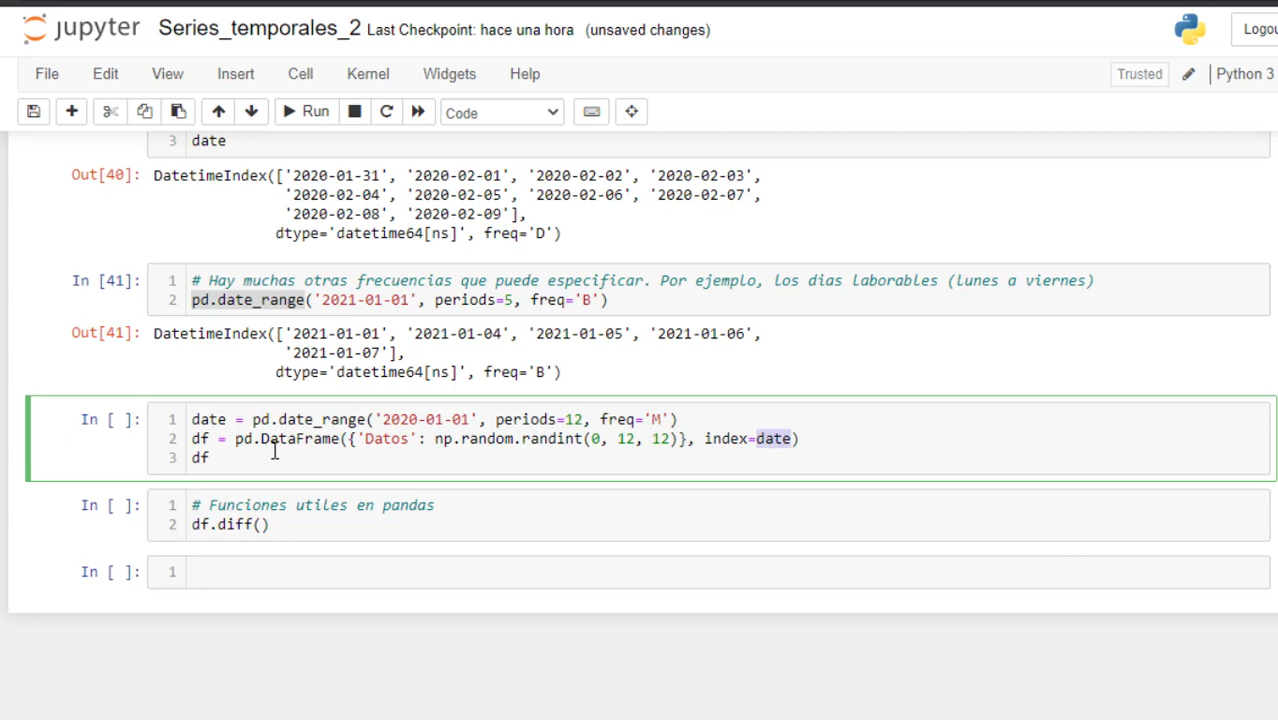 jupyter Series_temporales_2 Last Checkpoint: hace una hora (unsaved changes) Logou
File Edit View Insert Cell Kernel Widgets Help Trusted Python 3
Run Code
3 date
Out[40]: DatetimeIndex(['2020-01-31', '2020-02-01', '2020-02-02', '2020-02-03',
'2020-02-04', '2020-02-05', '2020-02-06', '2020-02-07',
'2020-02-08', '2020-02-09'],
dtype='datetime64[ns]', freq='D')
In [41]: 1 # Hay muchas otras frecuencias que puede especificar. Por ejemplo, los dias laborables (lunes a viernes)
2 pd.date_range('2021-01-01', periods=5, freq='B')
Out[41]: DatetimeIndex(['2021-01-01', '2021-01-04', '2021-01-05', '2021-01-06',
'2021-01-07'],
dtype='datetime64[ns]', freq='B')
In [ ]: 1 date = pd.date_range('2020-01-01', periods=12, freq='M')
2 df = pd.DataFrame({'Datos': np.random.randint(0, 12, 12)}, index=date)
3 df
In [ ]: 1 # Funciones utiles en pandas
2 df.diff()
In [ ]: 1